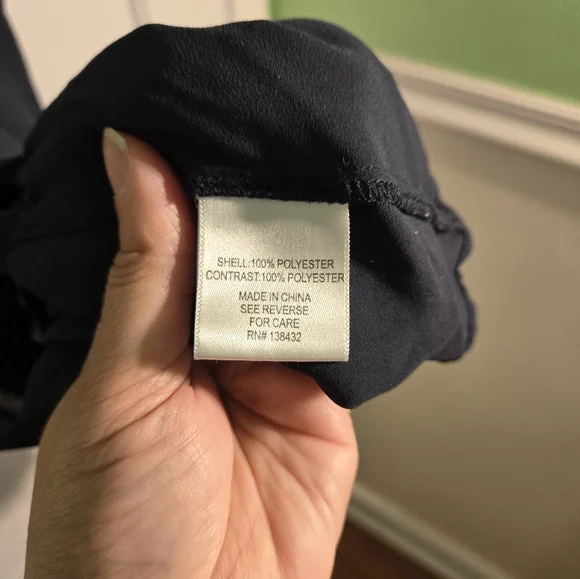 SHELL:100% POLYESTER
CONTRAST:100% POLYESTER
MADE IN CHINA
SEE REVERSE
FOR CARE
RN# 138432